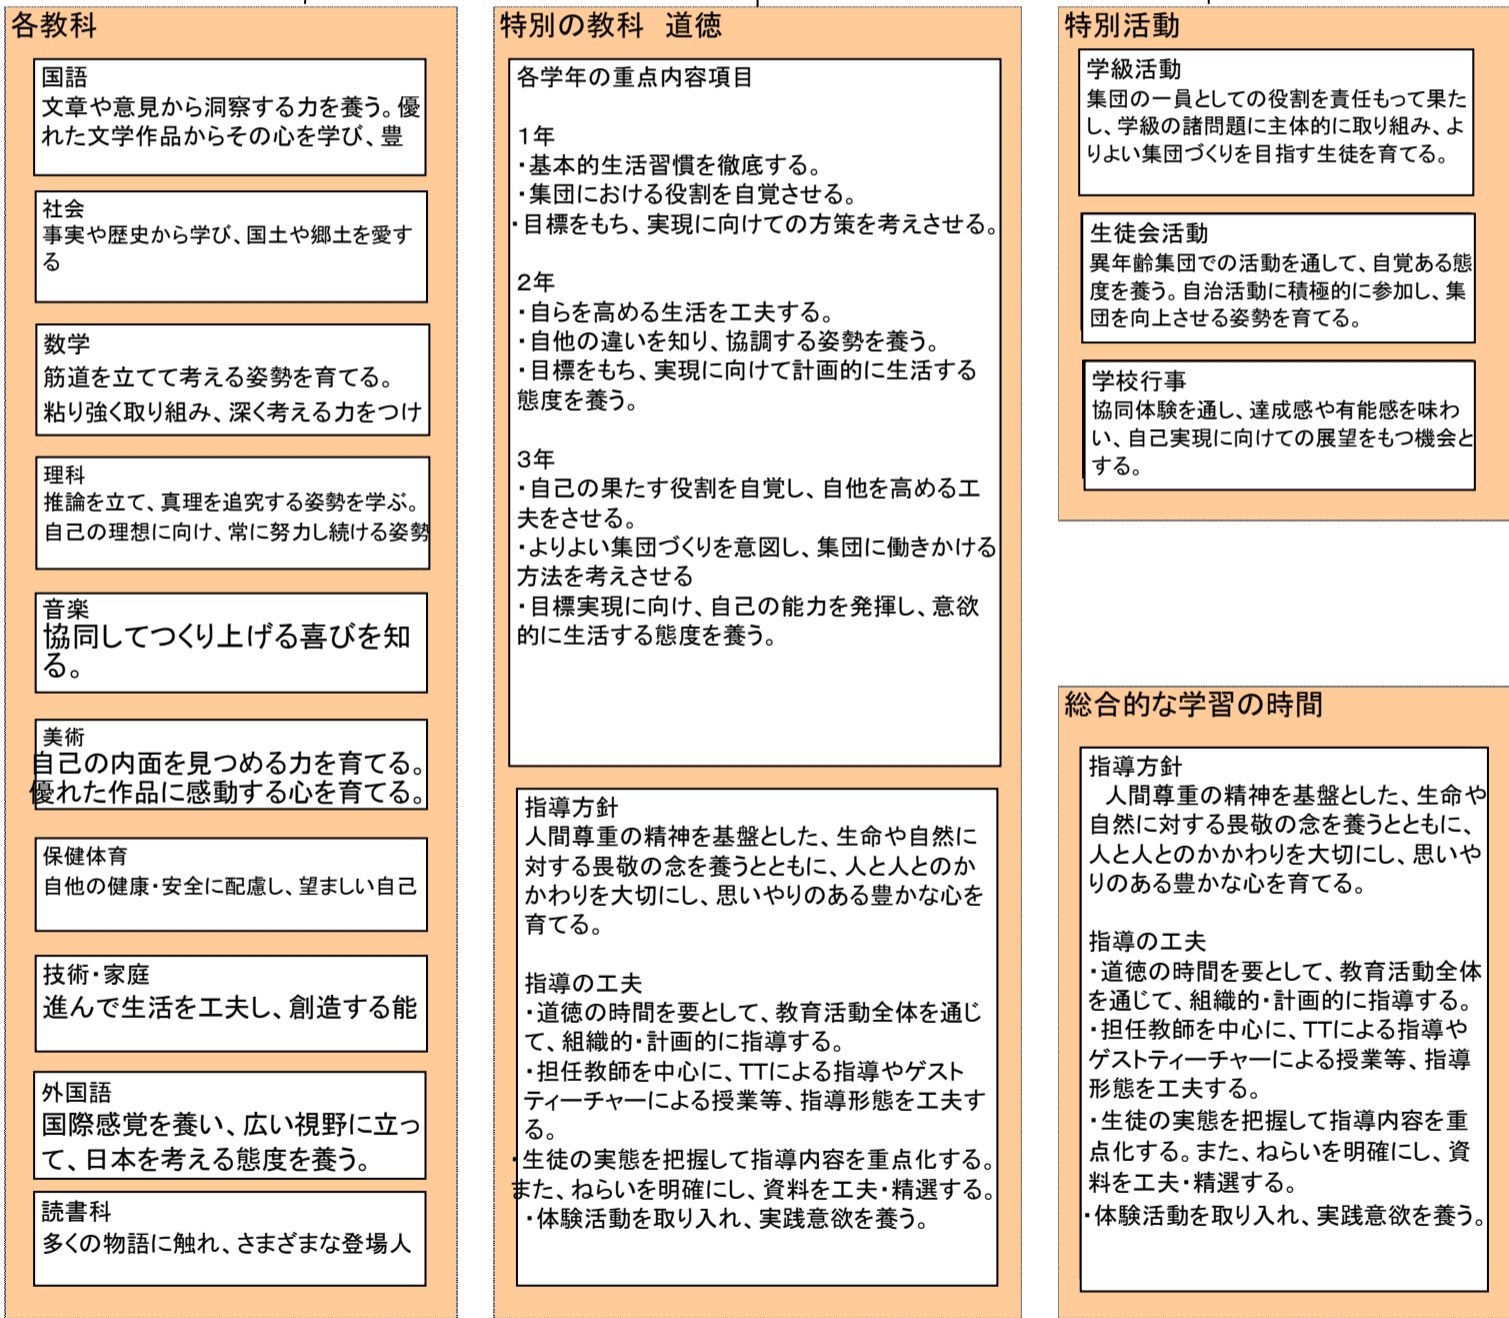 各教科
国語
文章や意見から洞察する力を養う。優
れた文学作品からその心を学び、豊
社会
事実や歴史から学び、国土や郷土を愛す
る
数学
筋道を立てて考える姿勢を育てる。
粘り強く取り組み、深く考える力をつけ
理科
推論を立て、真理を追究する姿勢を学ぶ。
自己の理想に向け、常に努力し続ける姿勢
音楽
協同してつくり上げる喜びを知
る。
美術
自己の内面を見つめる力を育てる。
優れた作品に感動する心を育てる。
保健体育
自他の健康・安全に配慮し、望ましい自己
技術・家庭
進んで生活を工夫し、創造する能
外国語
国際感覚を養い、広い視野に立っ
て、日本を考える態度を養う。
読書科
多くの物語に触れ、さまざまな登場人
特別の教科　道徳
各学年の重点内容項目
1年
・基本的生活習慣を徹底する。
・集団における役割を自覚させる。
・目標をもち、実現に向けての方策を考えさせる。
2年
・自らを高める生活を工夫する。
・自他の違いを知り、協調する姿勢を養う。
・目標をもち、実現に向けて計画的に生活する
態度を養う。
3年
・自己の果たす役割を自覚し、自他を高める工
夫をさせる。
・よりよい集団づくりを意図し、集団に働きかける
方法を考えさせる
・目標実現に向け、自己の能力を発揮し、意欲
的に生活する態度を養う。
指導方針
人間尊重の精神を基盤とした、生命や自然に
対する畏敬の念を養うとともに、人と人とのか
かわりを大切にし、思いやりのある豊かな心を
育てる。
指導の工夫
・道徳の時間を要として、教育活動全体を通じ
て、組織的・計画的に指導する。
・担任教師を中心に、TTによる指導やゲスト
ティーチャーによる授業等、指導形態を工夫す
る。
・生徒の実態を把握して指導内容を重点化する。
また、ねらいを明確にし、資料を工夫・精選する。
・体験活動を取り入れ、実践意欲を養う。
特別活動
学級活動
集団の一員としての役割を責任もって果た
し、学級の諸問題に主体的に取り組み、よ
りよい集団づくりを目指す生徒を育てる。
生徒会活動
異年齢集団での活動を通して、自覚ある態
度を養う。自治活動に積極的に参加し、集
団を向上させる姿勢を育てる。
学校行事
協同体験を通し、達成感や有能感を味わ
い、自己実現に向けての展望をもつ機会と
する。
総合的な学習の時間
指導方針
人間尊重の精神を基盤とした、生命や
自然に対する畏敬の念を養うとともに、
人と人とのかかわりを大切にし、思いや
りのある豊かな心を育てる。
指導の工夫
・道徳の時間を要として、教育活動全体
を通じて、組織的・計画的に指導する。
・担任教師を中心に、TTによる指導や
ゲストティーチャーによる授業等、指導
形態を工夫する。
・生徒の実態を把握して指導内容を重
点化する。また、ねらいを明確にし、資
料を工夫・精選する。
・体験活動を取り入れ、実践意欲を養う。